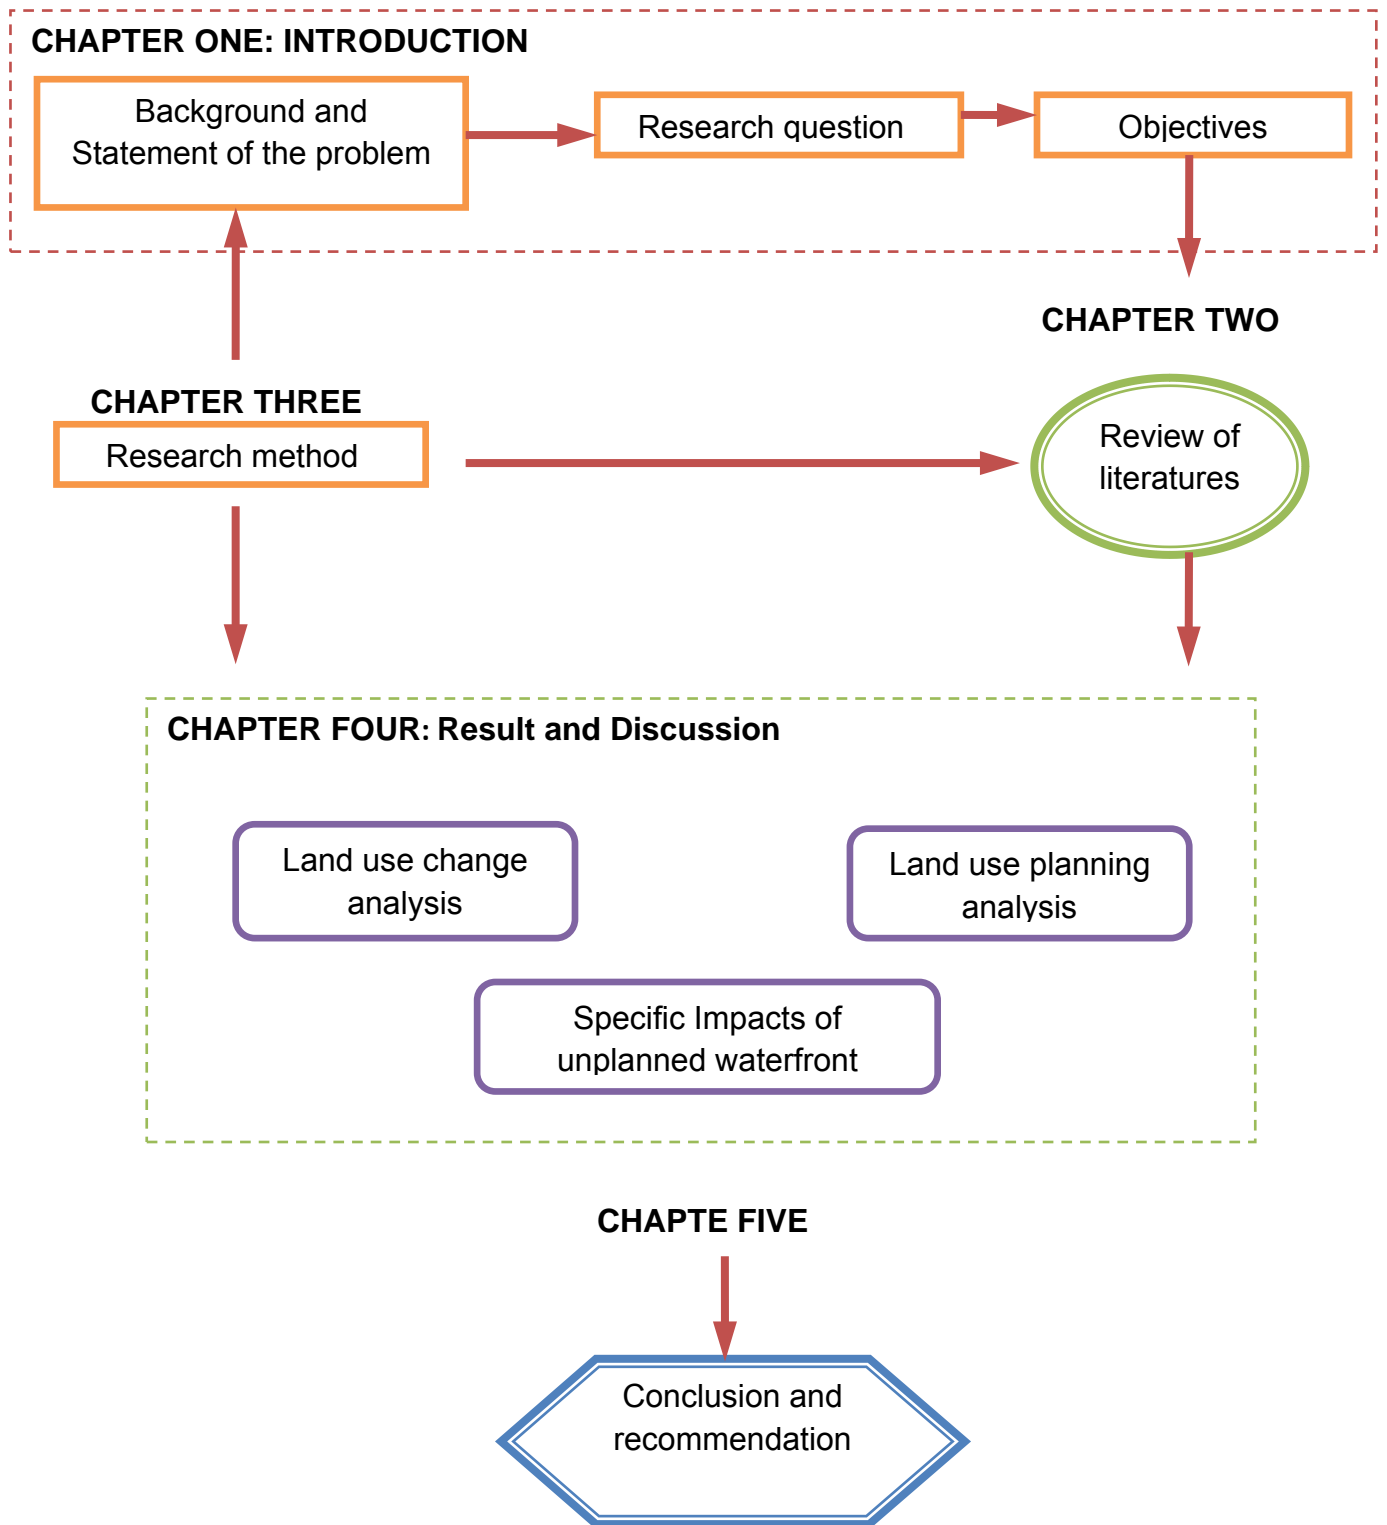 CHAPTER ONE: INTRODUCTION
Background and
Statement of the problem
Research question
Objectives
CHAPTER TWO
CHAPTER THREE
Research method
Review of
literatures
CHAPTER FOUR: Result and Discussion
Land use change
analysis
Land use planning
analysis
Specific Impacts of
unplanned waterfront
CHAPTE FIVE
Conclusion and
recommendation